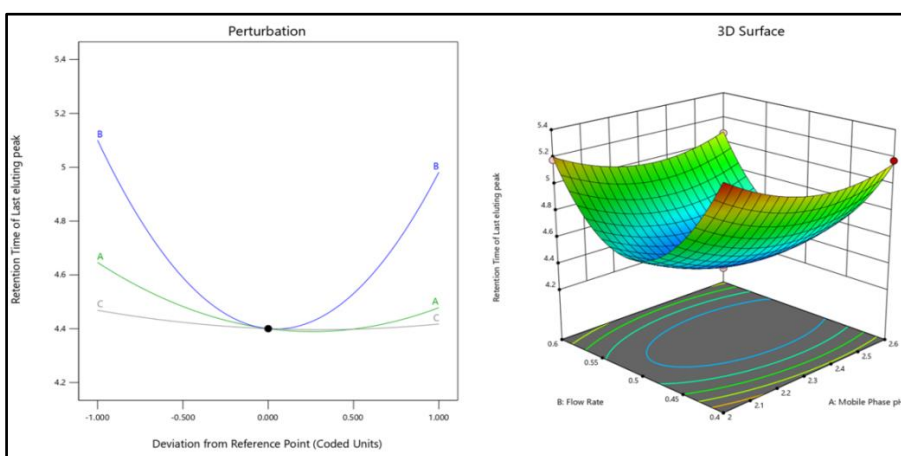 Perturbation
Retention Time of Last eluting peak
5.4
5.2
5
4.8
4.6
4.4
4.2
B
B
A
A
C
C
-1.000
-0.500
0.000
0.500
1.000
Deviation from Reference Point (Coded Units)
3D Surface
Retention Time of Last eluting peak
5.4
5.2
5
4.8
4.6
4.4
4.2
0.6
0.55
0.5
0.45
0.4
2
2.1
2.2
2.3
2.4
2.5
2.6
B: Flow Rate
A: Mobile Phase pH